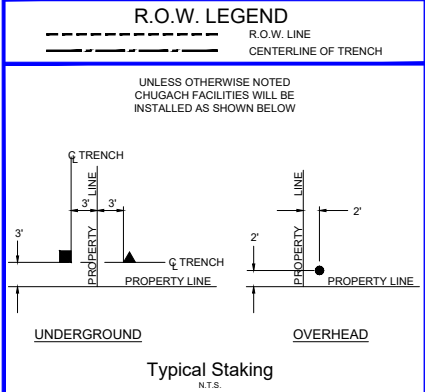 R.O.W. LEGEND
R.O.W. LINE
CENTERLINE OF TRENCH
UNLESS OTHERWISE NOTED
CHUGACH FACILITIES WILL BE
INSTALLED AS SHOWN BELOW
℄ TRENCH
PROPERTY LINE
3' 3'
3'
℄ TRENCH
PROPERTY LINE
UNDERGROUND
PROPERTY LINE
2'
2'
PROPERTY LINE
OVERHEAD
Typical Staking
N.T.S.